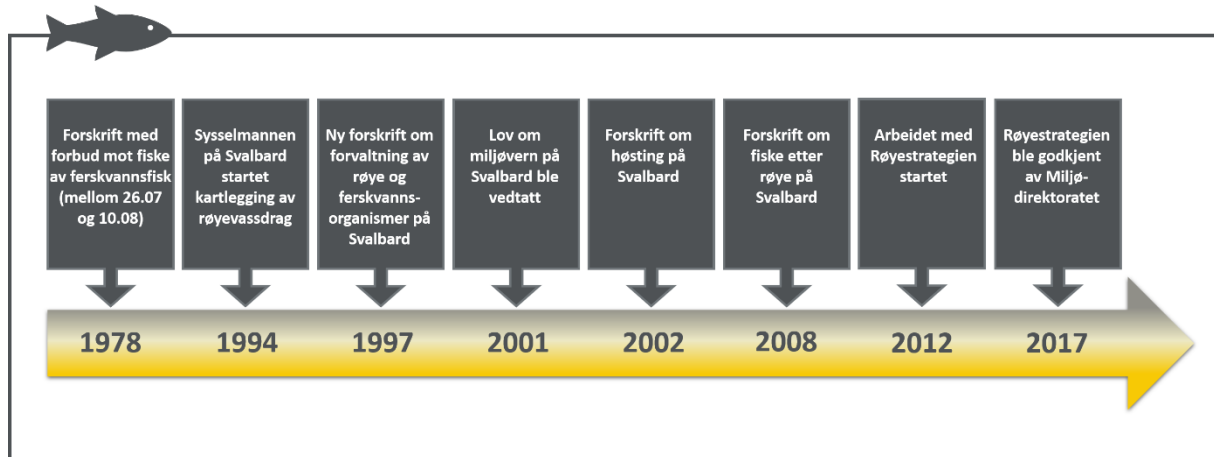 Forskrift med
forbud mot fiske
av ferskvannsfisk
(mellom 26.07
og 10.08)
Sysselmannen
på Svalbard
startet
kartlegging av
røyevassdrag
Ny forskrift om
forvaltning av
røye og
ferskvanns-
organismer på
Svalbard
Lov om
miljøvern på
Svalbard ble
vedtatt
Forskrift om
høsting på
Svalbard
Forskrift om
fiske etter
røye på
Svalbard
Arbeidet med
Røyestrategien
startet
Røyestrategien
ble godkjent
av Miljø-
direktoratet
1978 1994 1997 2001 2002 2008 2012 2017